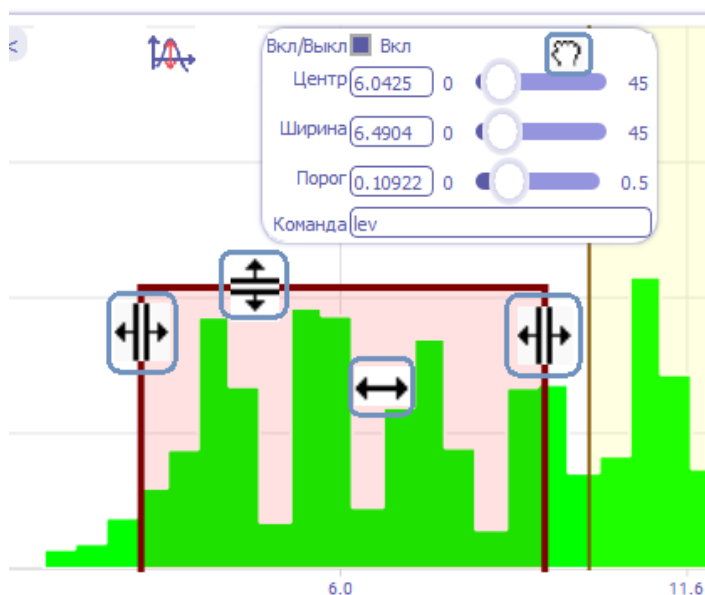 <
Вкл/Выкл Вкл
Центр 6.0425 0 45
Ширина 6.4904 0 45
Порог 0.10922 0 0.5
Команда lev
6.0 11.6